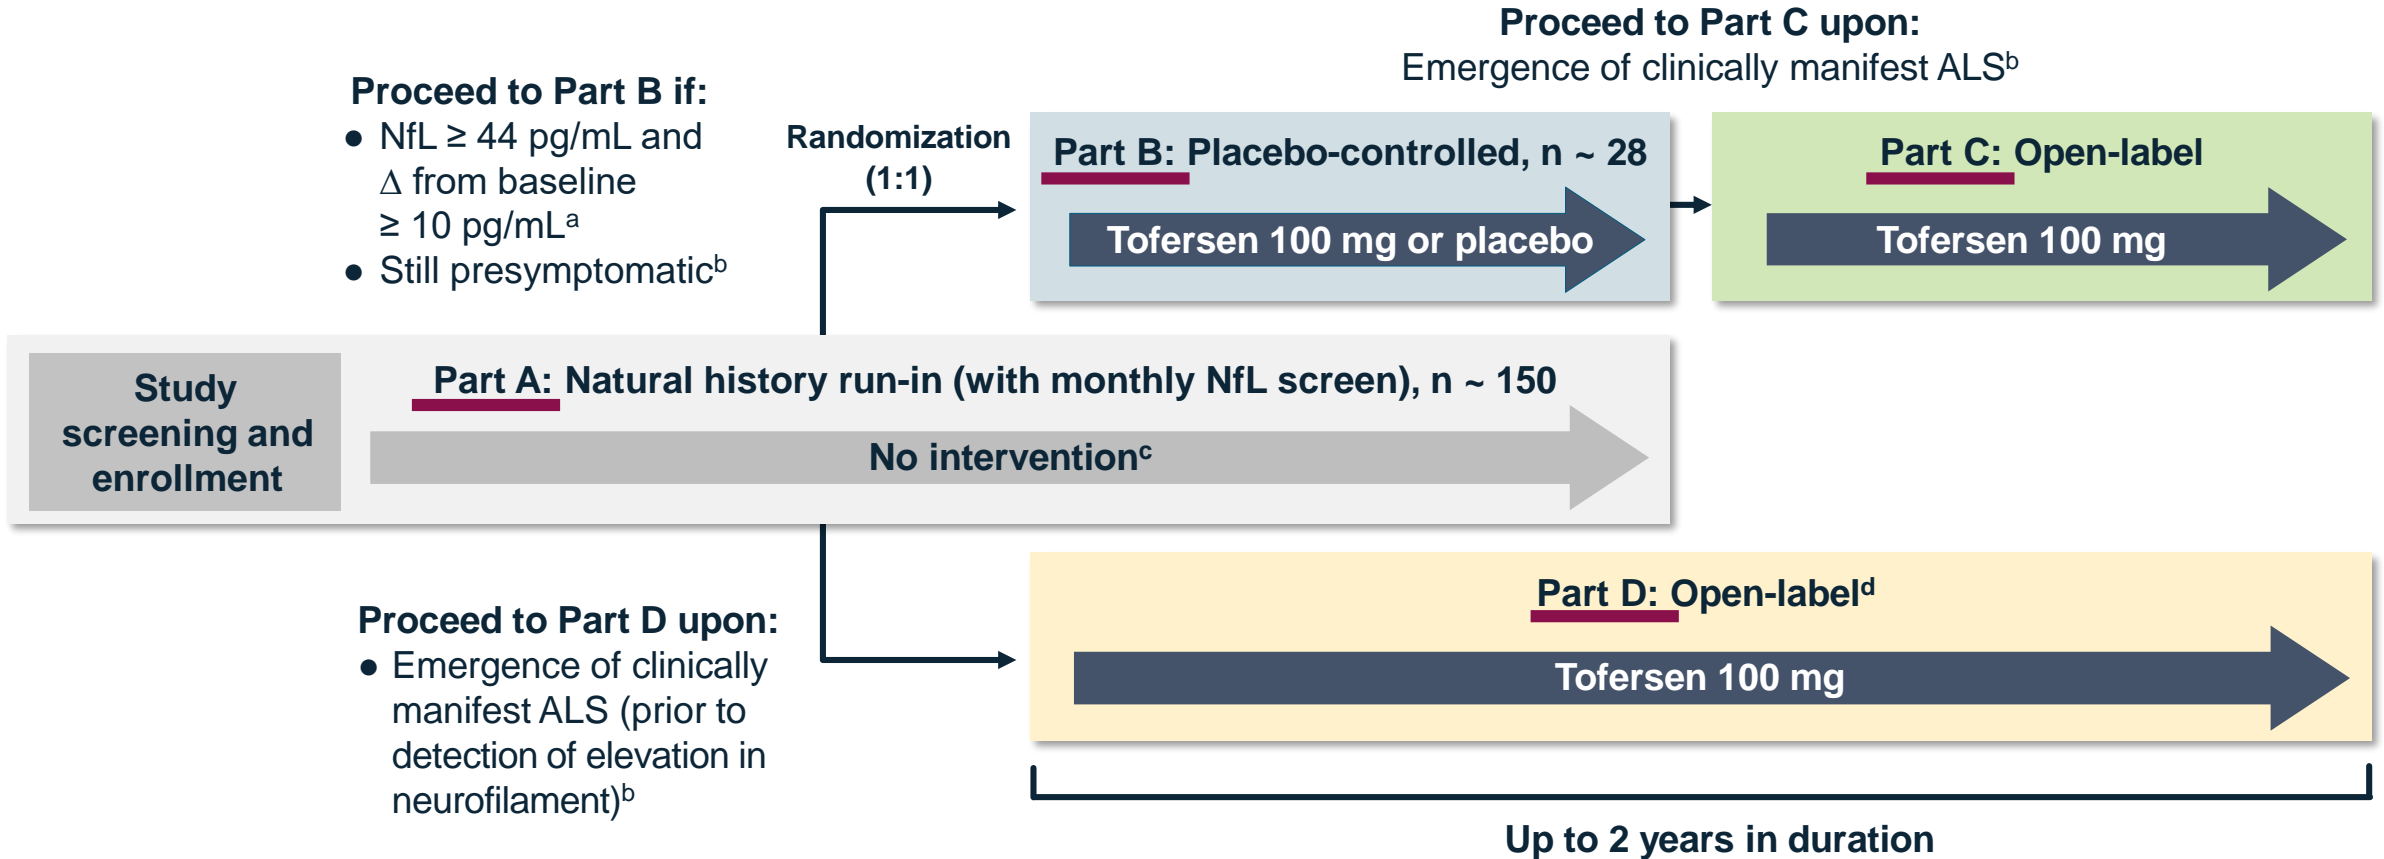 Proceed to Part C upon:
Emergence of clinically manifest ALSᵇ
Proceed to Part B if:
● NfL ≥ 44 pg/mL and
Δ from baseline
≥ 10 pg/mLᵃ
● Still presymptomaticᵇ
Randomization
(1:1)
Part B: Placebo-controlled, n ~ 28
Tofersen 100 mg or placebo
Part C: Open-label
Tofersen 100 mg
Study
screening and
enrollment
Part A: Natural history run-in (with monthly NfL screen), n ~ 150
No interventionᶜ
Proceed to Part D upon:
● Emergence of clinically
manifest ALS (prior to
detection of elevation in
neurofilament)ᵇ
Part D: Open-labelᵈ
Tofersen 100 mg
Up to 2 years in duration